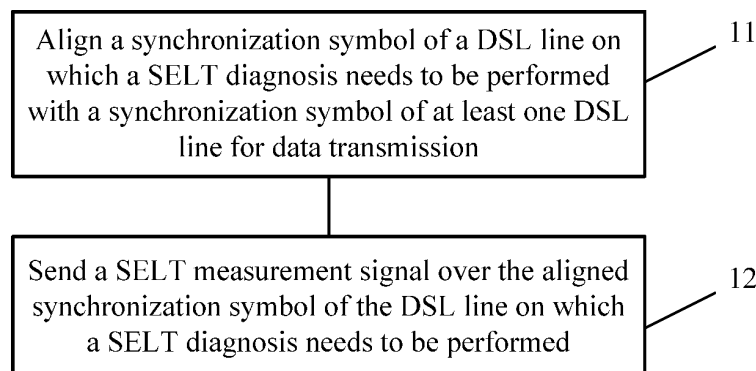 Align a synchronization symbol of a DSL line on
which a SELT diagnosis needs to be performed
with a synchronization symbol of at least one DSL
line for data transmission
11
Send a SELT measurement signal over the aligned
synchronization symbol of the DSL line on which
a SELT diagnosis needs to be performed
12